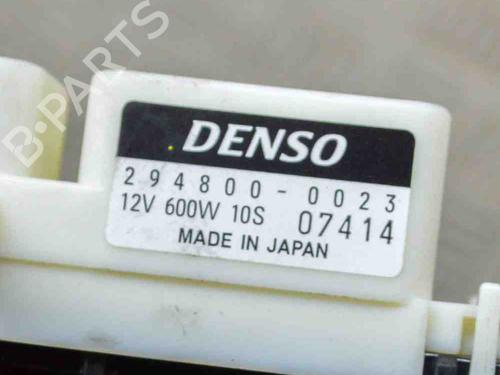 B-PARTS
DENSO
294800-0023
12V 600W 10S 07414
MADE IN JAPAN